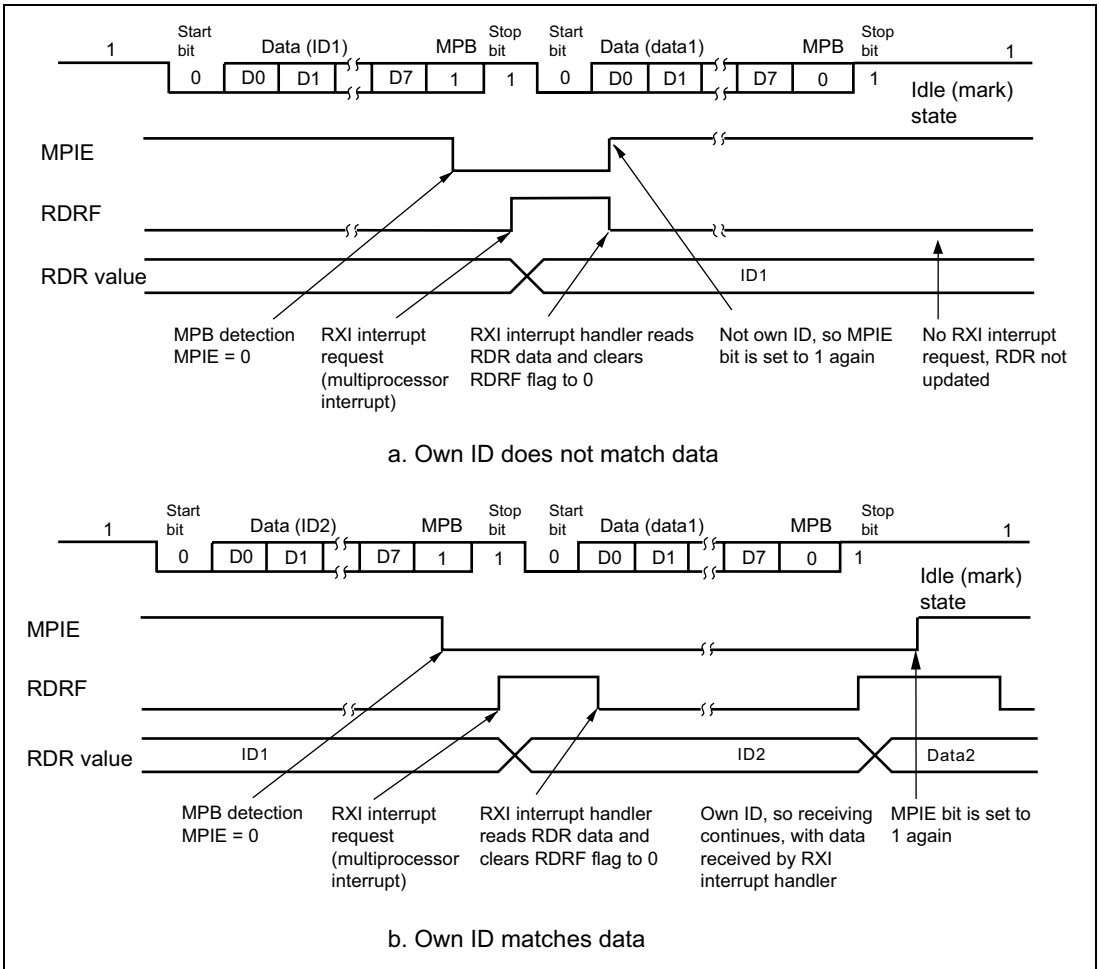 Start bit
Data (ID1)
MPB
Stop bit
Start bit
Data (data1)
MPB
Stop bit
1
1
0 D0 D1 D7 1 1 0 D0 D1 D7 0 1
Idle (mark)
state
MPIE
RDRF
RDR value
ID1
MPB detection
MPIE = 0
RXI interrupt
request
(multiprocessor
interrupt)
RXI interrupt handler reads
RDR data and clears
RDRF flag to 0
Not own ID, so MPIE
bit is set to 1 again
No RXI interrupt
request, RDR not
updated
a. Own ID does not match data
Start bit
Data (ID2)
MPB
Stop bit
Start bit
Data (data1)
MPB
Stop bit
1
1
0 D0 D1 D7 1 1 0 D0 D1 D7 0 1
Idle (mark)
state
MPIE
RDRF
RDR value
ID1
ID2
Data2
MPB detection
MPIE = 0
RXI interrupt
request
(multiprocessor
interrupt)
RXI interrupt handler
reads RDR data and
clears RDRF flag to 0
Own ID, so receiving
continues, with data
received by RXI
interrupt handler
MPIE bit is set to
1 again
b. Own ID matches data